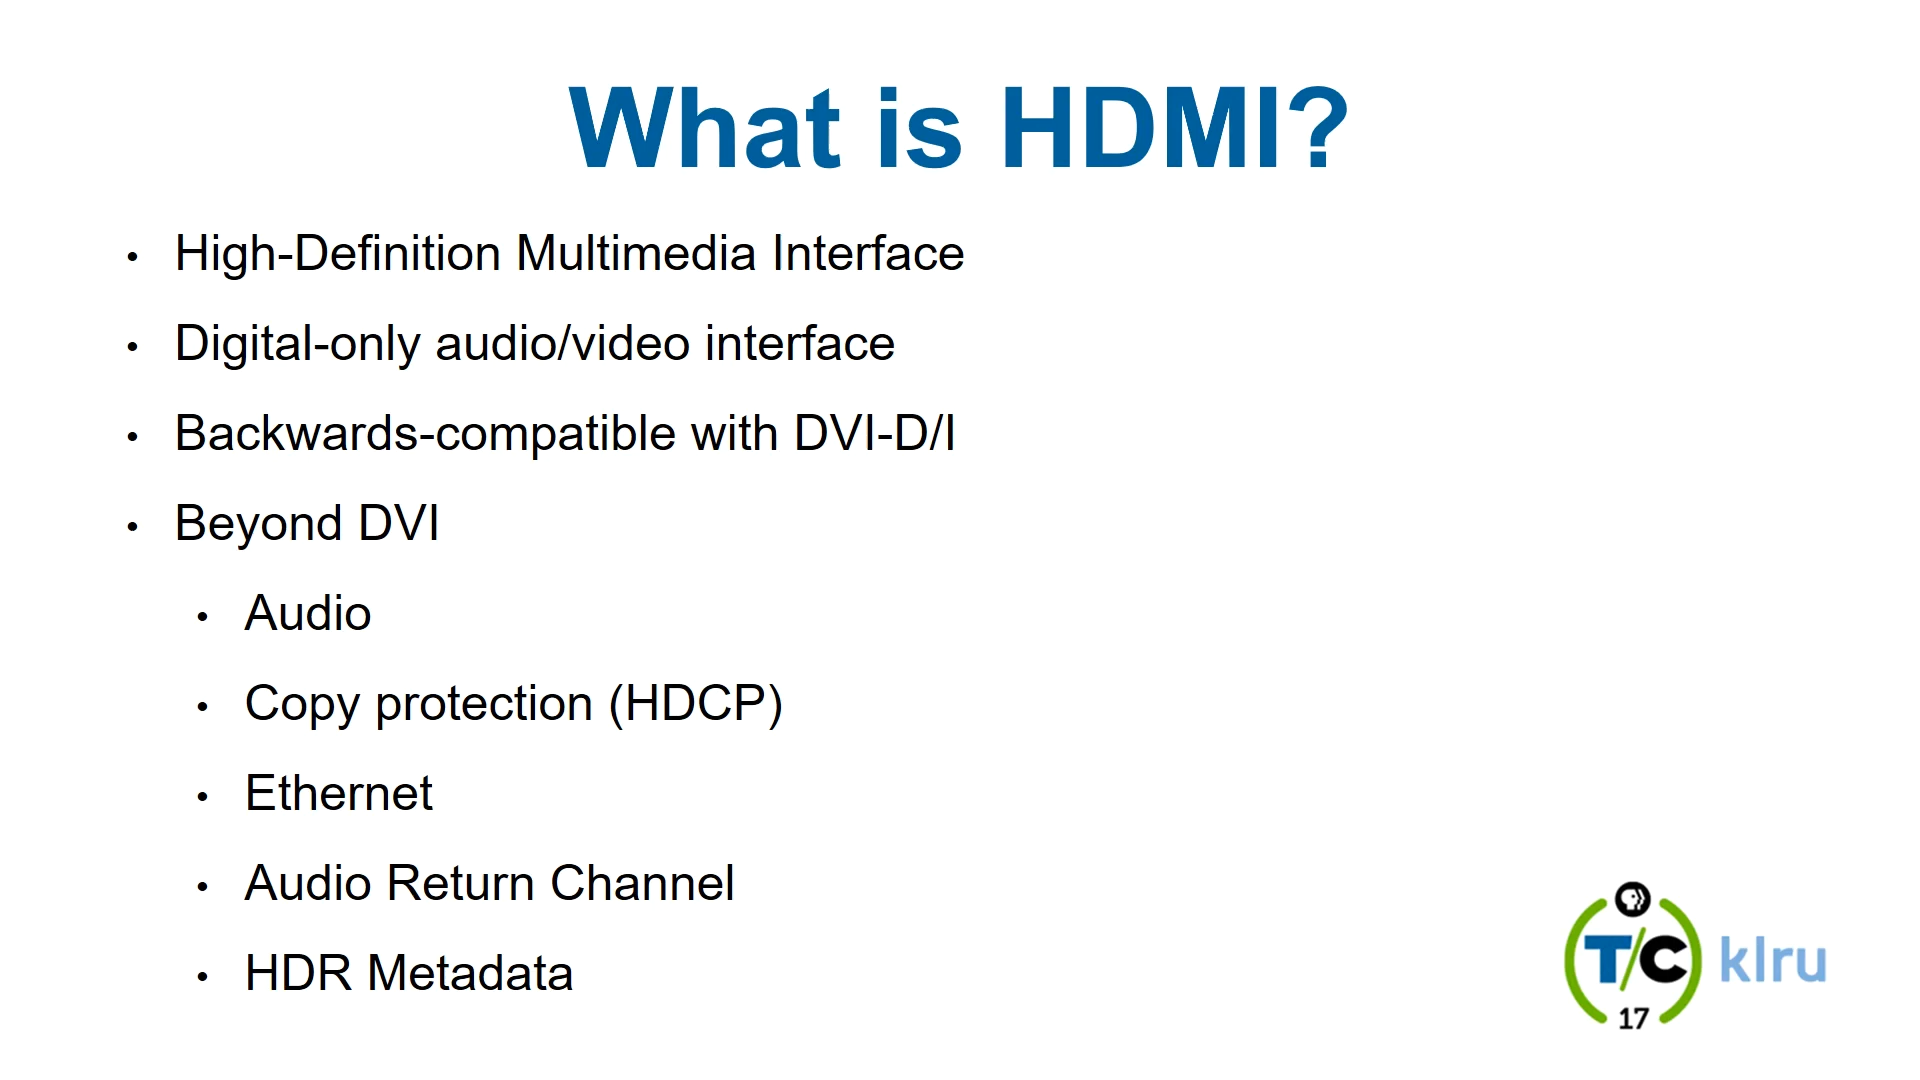 What is HDMI?
• High-Definition Multimedia Interface
• Digital-only audio/video interface
• Backwards-compatible with DVI-D/I
• Beyond DVI
• Audio
• Copy protection (HDCP)
• Ethernet
• Audio Return Channel
• HDR Metadata
T/C klru
17